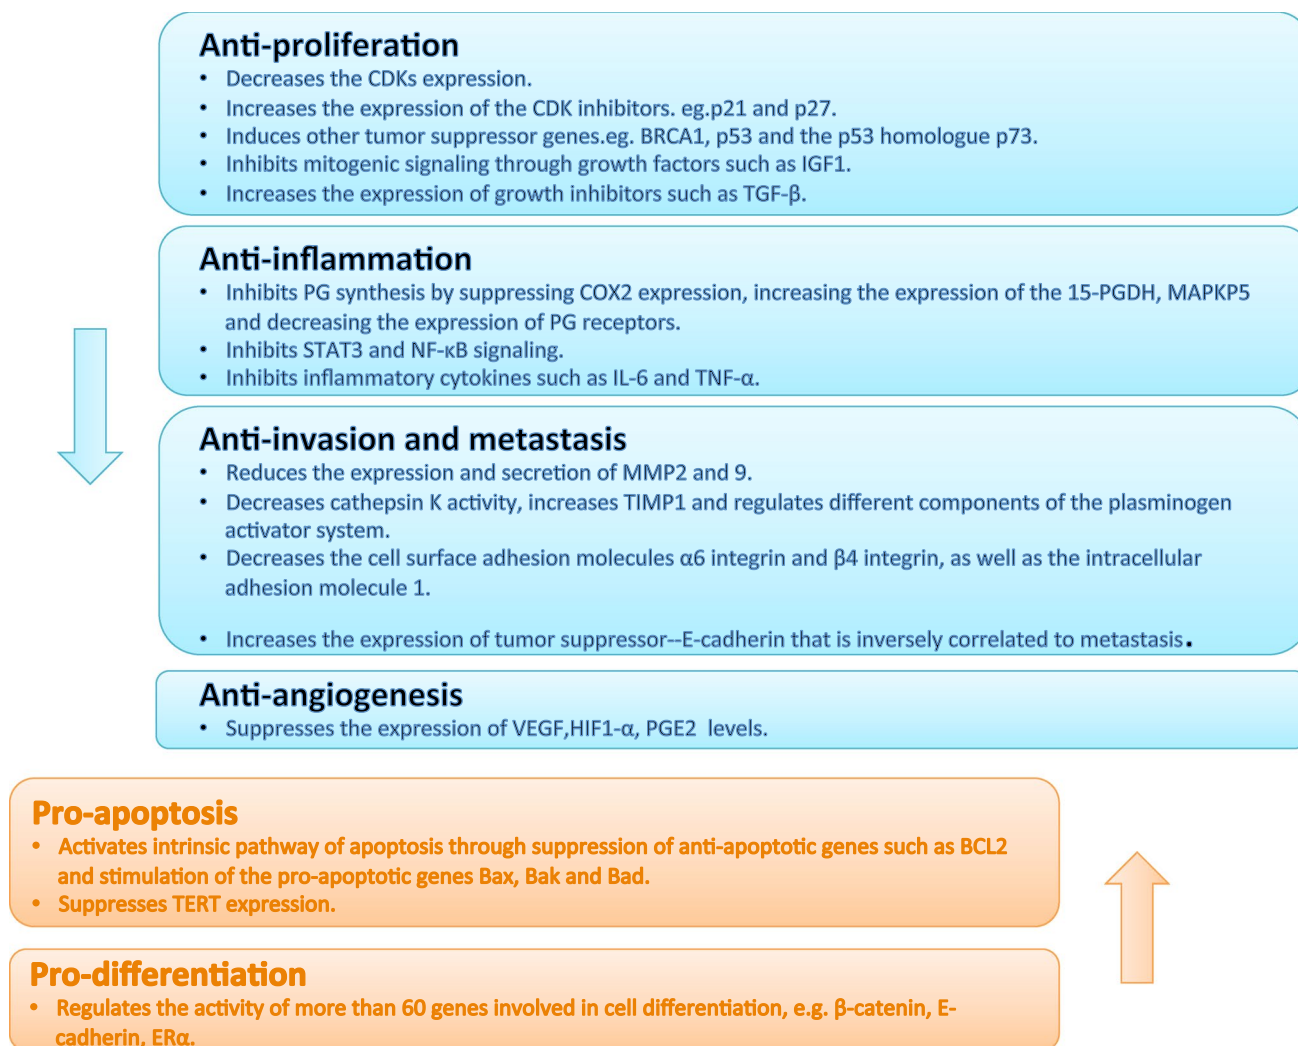 Anti-proliferation
• Decreases the CDKs expression.
• Increases the expression of the CDK inhibitors. eg.p21 and p27.
• Induces other tumor suppressor genes.eg. BRCA1, p53 and the p53 homologue p73.
• Inhibits mitogenic signaling through growth factors such as IGF1.
• Increases the expression of growth inhibitors such as TGF-β.
Anti-inflammation
• Inhibits PG synthesis by suppressing COX2 expression, increasing the expression of the 15-PGDH, MAPKP5
and decreasing the expression of PG receptors.
• Inhibits STAT3 and NF-κB signaling.
• Inhibits inflammatory cytokines such as IL-6 and TNF-α.
Anti-invasion and metastasis
• Reduces the expression and secretion of MMP2 and 9.
• Decreases cathepsin K activity, increases TIMP1 and regulates different components of the plasminogen
activator system.
• Decreases the cell surface adhesion molecules α6 integrin and β4 integrin, as well as the intracellular
adhesion molecule 1.
• Increases the expression of tumor suppressor--E-cadherin that is inversely correlated to metastasis.
Anti-angiogenesis
• Suppresses the expression of VEGF,HIF1-α, PGE2 levels.
Pro-apoptosis
• Activates intrinsic pathway of apoptosis through suppression of anti-apoptotic genes such as BCL2
and stimulation of the pro-apoptotic genes Bax, Bak and Bad.
• Suppresses TERT expression.
Pro-differentiation
• Regulates the activity of more than 60 genes involved in cell differentiation, e.g. β-catenin, E-
cadherin, ERα.